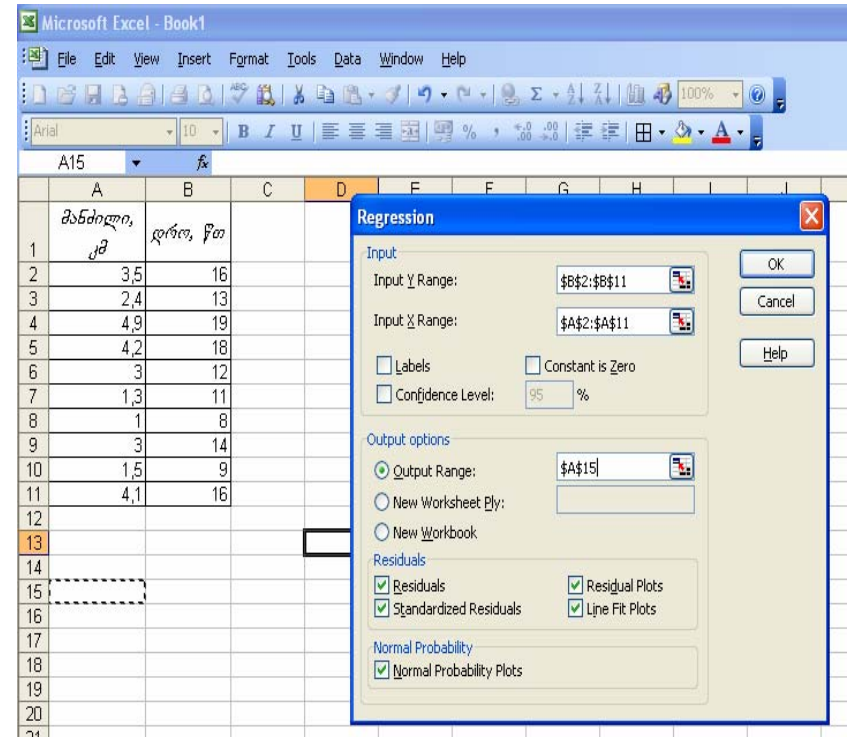 Microsoft Excel - Book1
File Edit View Insert Format Tools Data Window Help
100%
Arial 10 B I U
A15 fx
A B C D E F G H I J
1 მანძილი, კმ დრო, წთ
2 3,5 16
3 2,4 13
4 4,9 19
5 4,2 18
6 3 12
7 1,3 11
8 1 8
9 3 14
10 1,5 9
11 4,1 16
12
13
14
15
16
17
18
19
20
21
Regression
Input
Input Y Range: $B$2:$B$11
Input X Range: $A$2:$A$11
Labels Constant is Zero
Confidence Level: 95 %
OK
Cancel
Help
Output options
Output Range: $A$15
New Worksheet Ply:
New Workbook
Residuals
Residuals Residual Plots
Standardized Residuals Line Fit Plots
Normal Probability
Normal Probability Plots